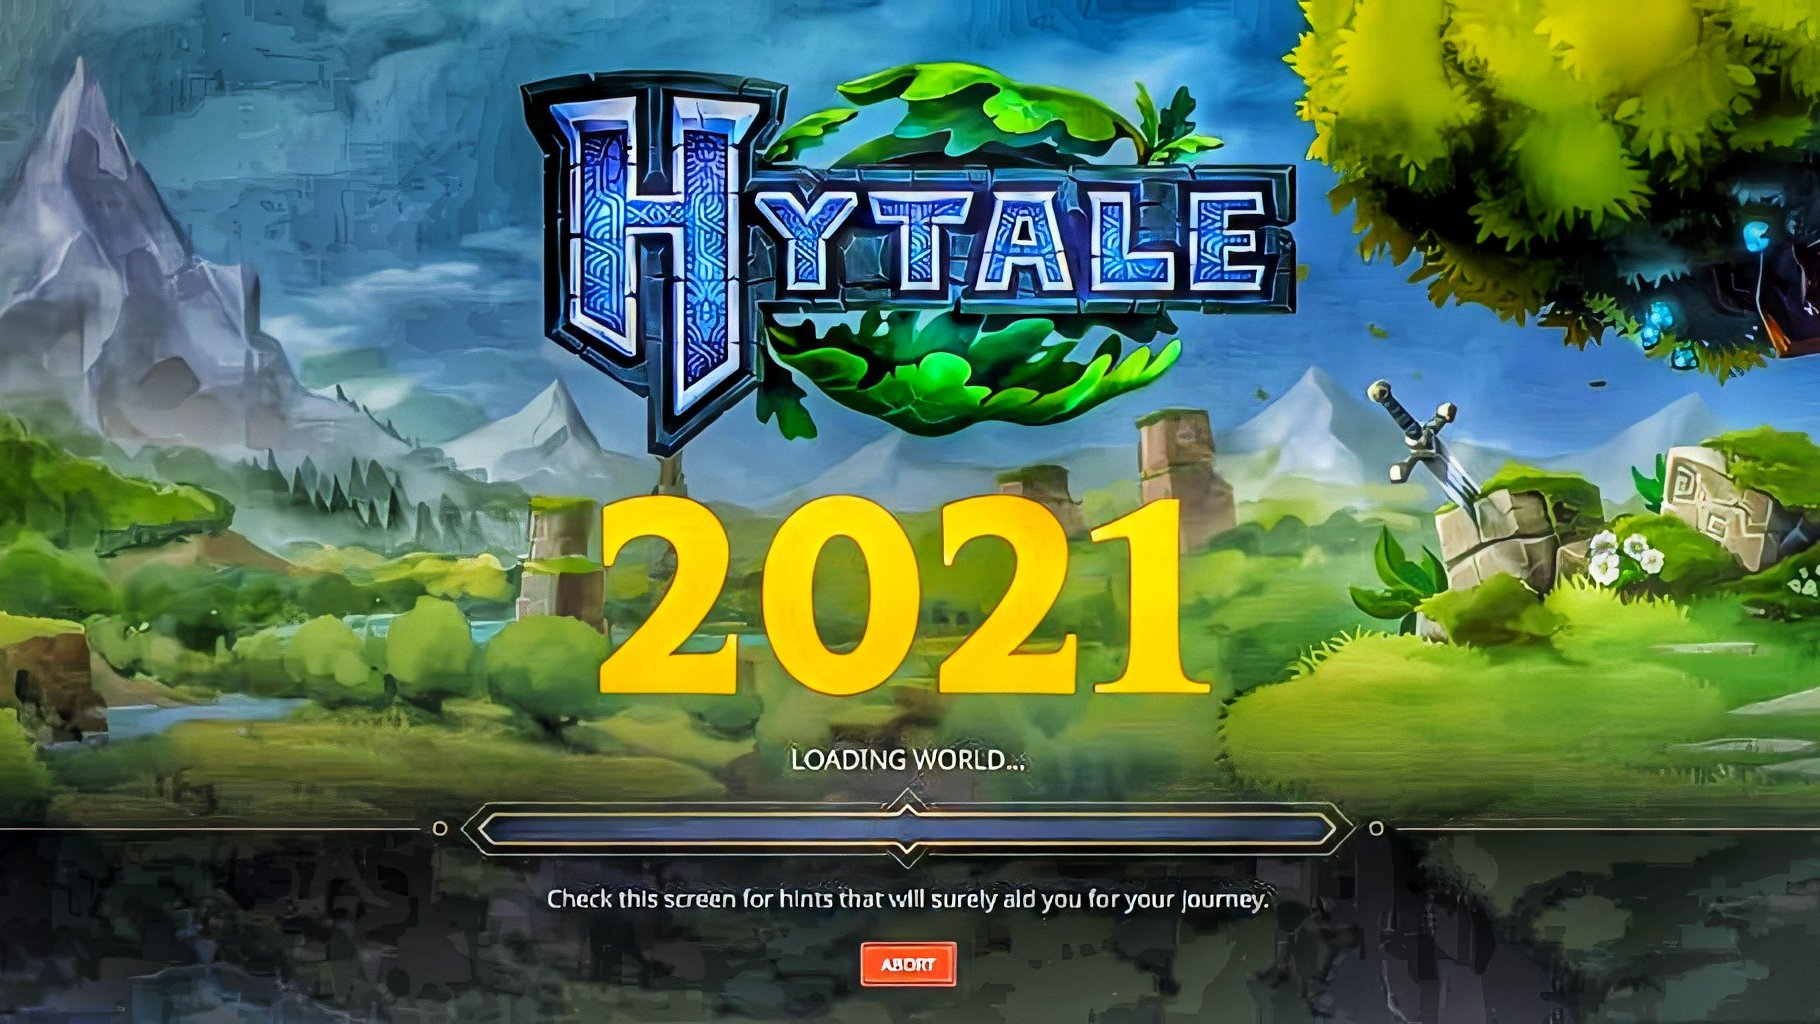 HYTALE
2021
LOADING WORLD...
Check this screen for hints that will surely aid you for your journey.
ABORT